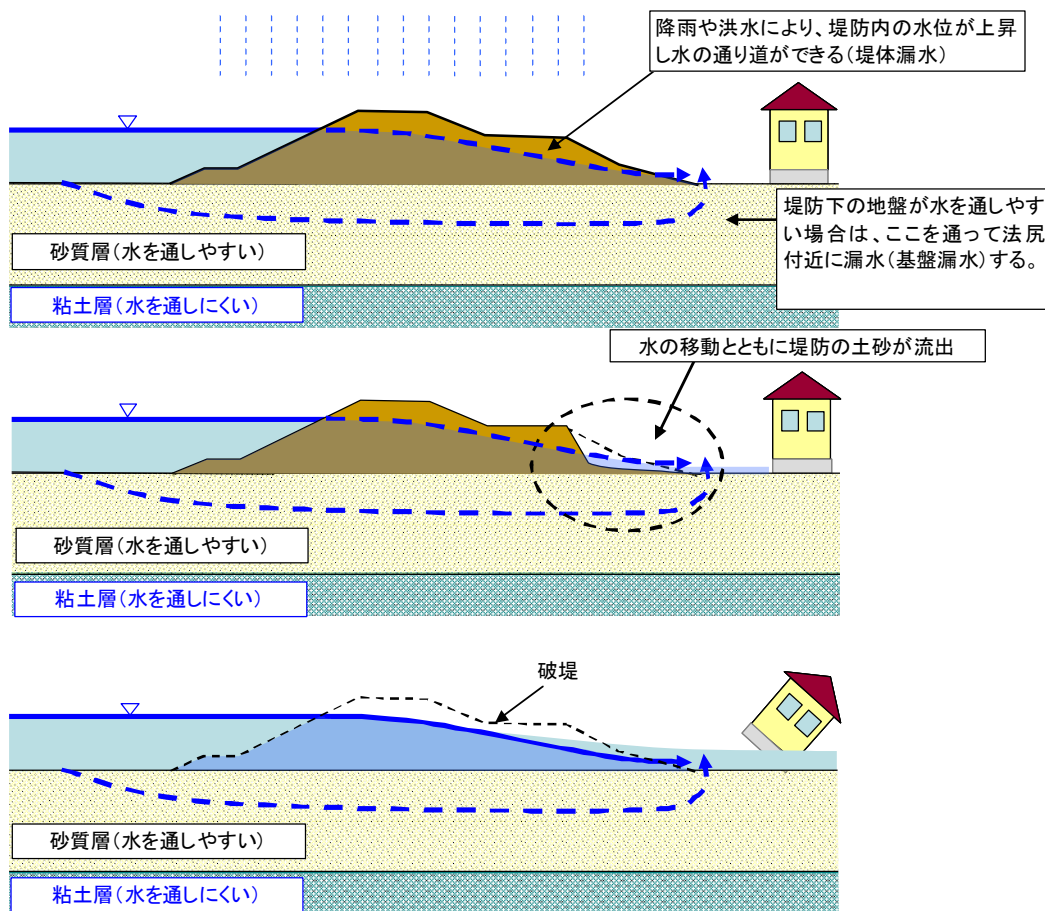 降雨や洪水により、堤防内の水位が上昇
し水の通り道ができる(堤体漏水)
堤防下の地盤が水を通しやす
い場合は、ここを通って法尻
付近に漏水(基盤漏水)する。
砂質層(水を通しやすい)
粘土層(水を通しにくい)
水の移動とともに堤防の土砂が流出
砂質層(水を通しやすい)
粘土層(水を通しにくい)
破堤
砂質層(水を通しやすい)
粘土層(水を通しにくい)